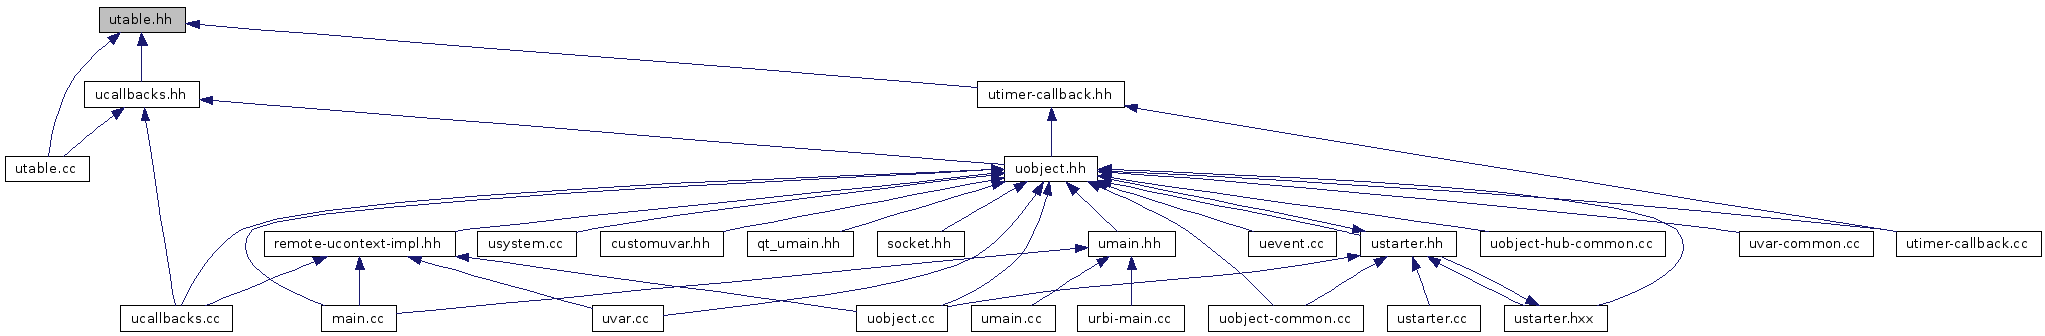 utable.hh
ucallbacks.hh
utimer-callback.hh
utable.cc
uobject.hh
remote-ucontext-impl.hh
usystem.cc
customuvar.hh
qt_umain.hh
socket.hh
umain.hh
uevent.cc
ustarter.hh
uobject-hub-common.cc
uvar-common.cc
utimer-callback.cc
ucallbacks.cc
main.cc
uvar.cc
uobject.cc
umain.cc
urbi-main.cc
uobject-common.cc
ustarter.cc
ustarter.hxx